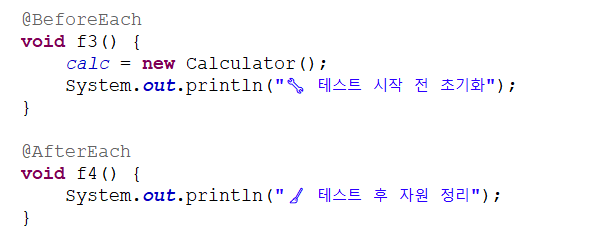 @BeforeEach
void f3() {
    calc = new Calculator();
    System.out.println("🔧 테스트 시작 전 초기화");
}

@AfterEach
void f4() {
    System.out.println("🧹 테스트 후 자원 정리");
}